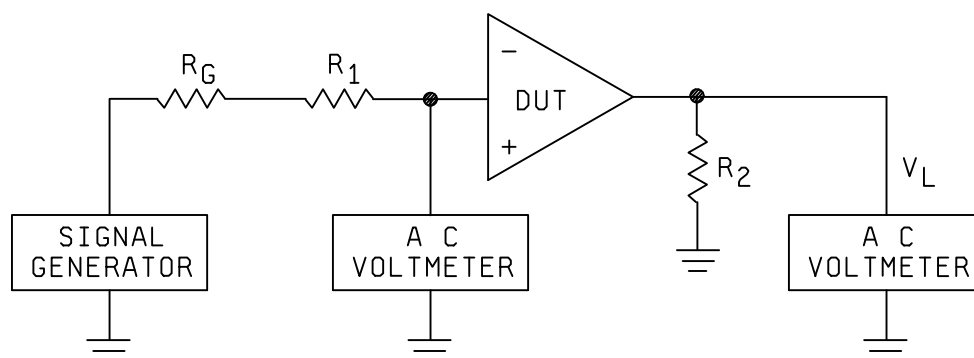 R_G
R_1
−
DUT
+
R_2
V_L
SIGNAL
GENERATOR
A C
VOLTMETER
A C
VOLTMETER